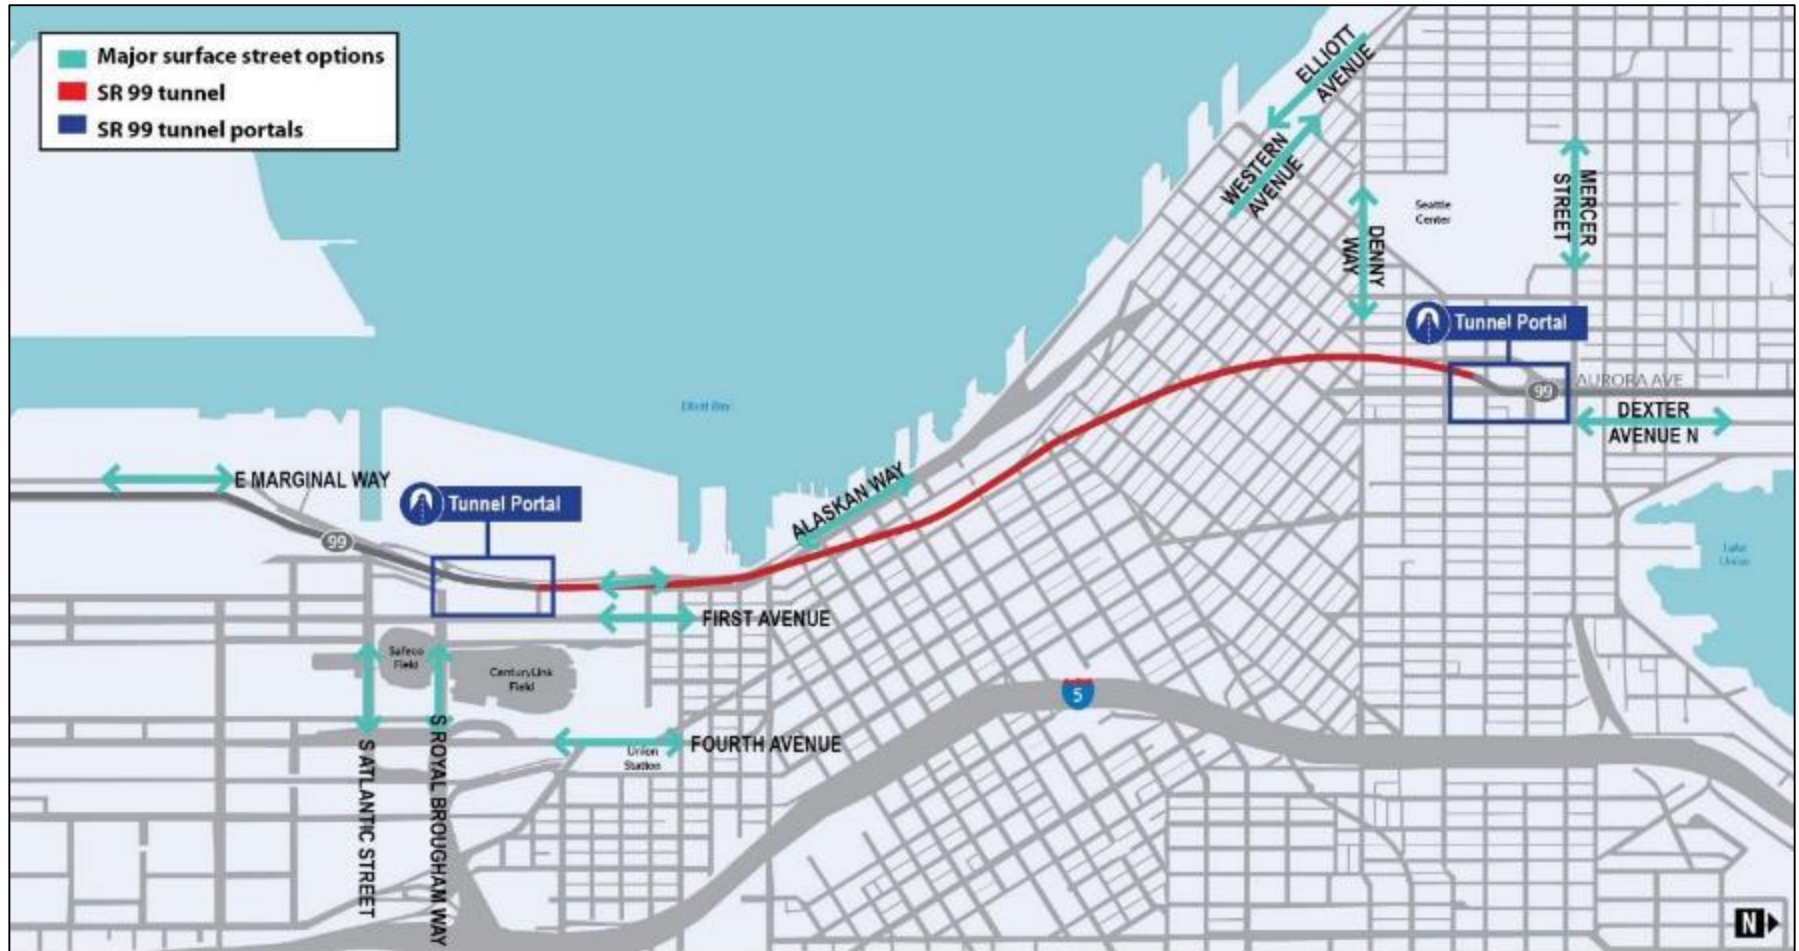 Major surface street options
SR 99 tunnel
SR 99 tunnel portals
ELLIOTT
AVENUE
WESTERN
AVENUE
MERCER
STREET
Seattle
Center
DENNY
WAY
Tunnel Portal
99
AURORA AVE
DEXTER
AVENUE N
Elliott Bay
E MARGINAL WAY
ALASKAN WAY
Tunnel Portal
99
Lake
Union
FIRST AVENUE
Safeco
Field
CenturyLink
Field
5
FOURTH AVENUE
Union
Station
S ATLANTIC STREET
S ROYAL BROUGHAM WAY
N